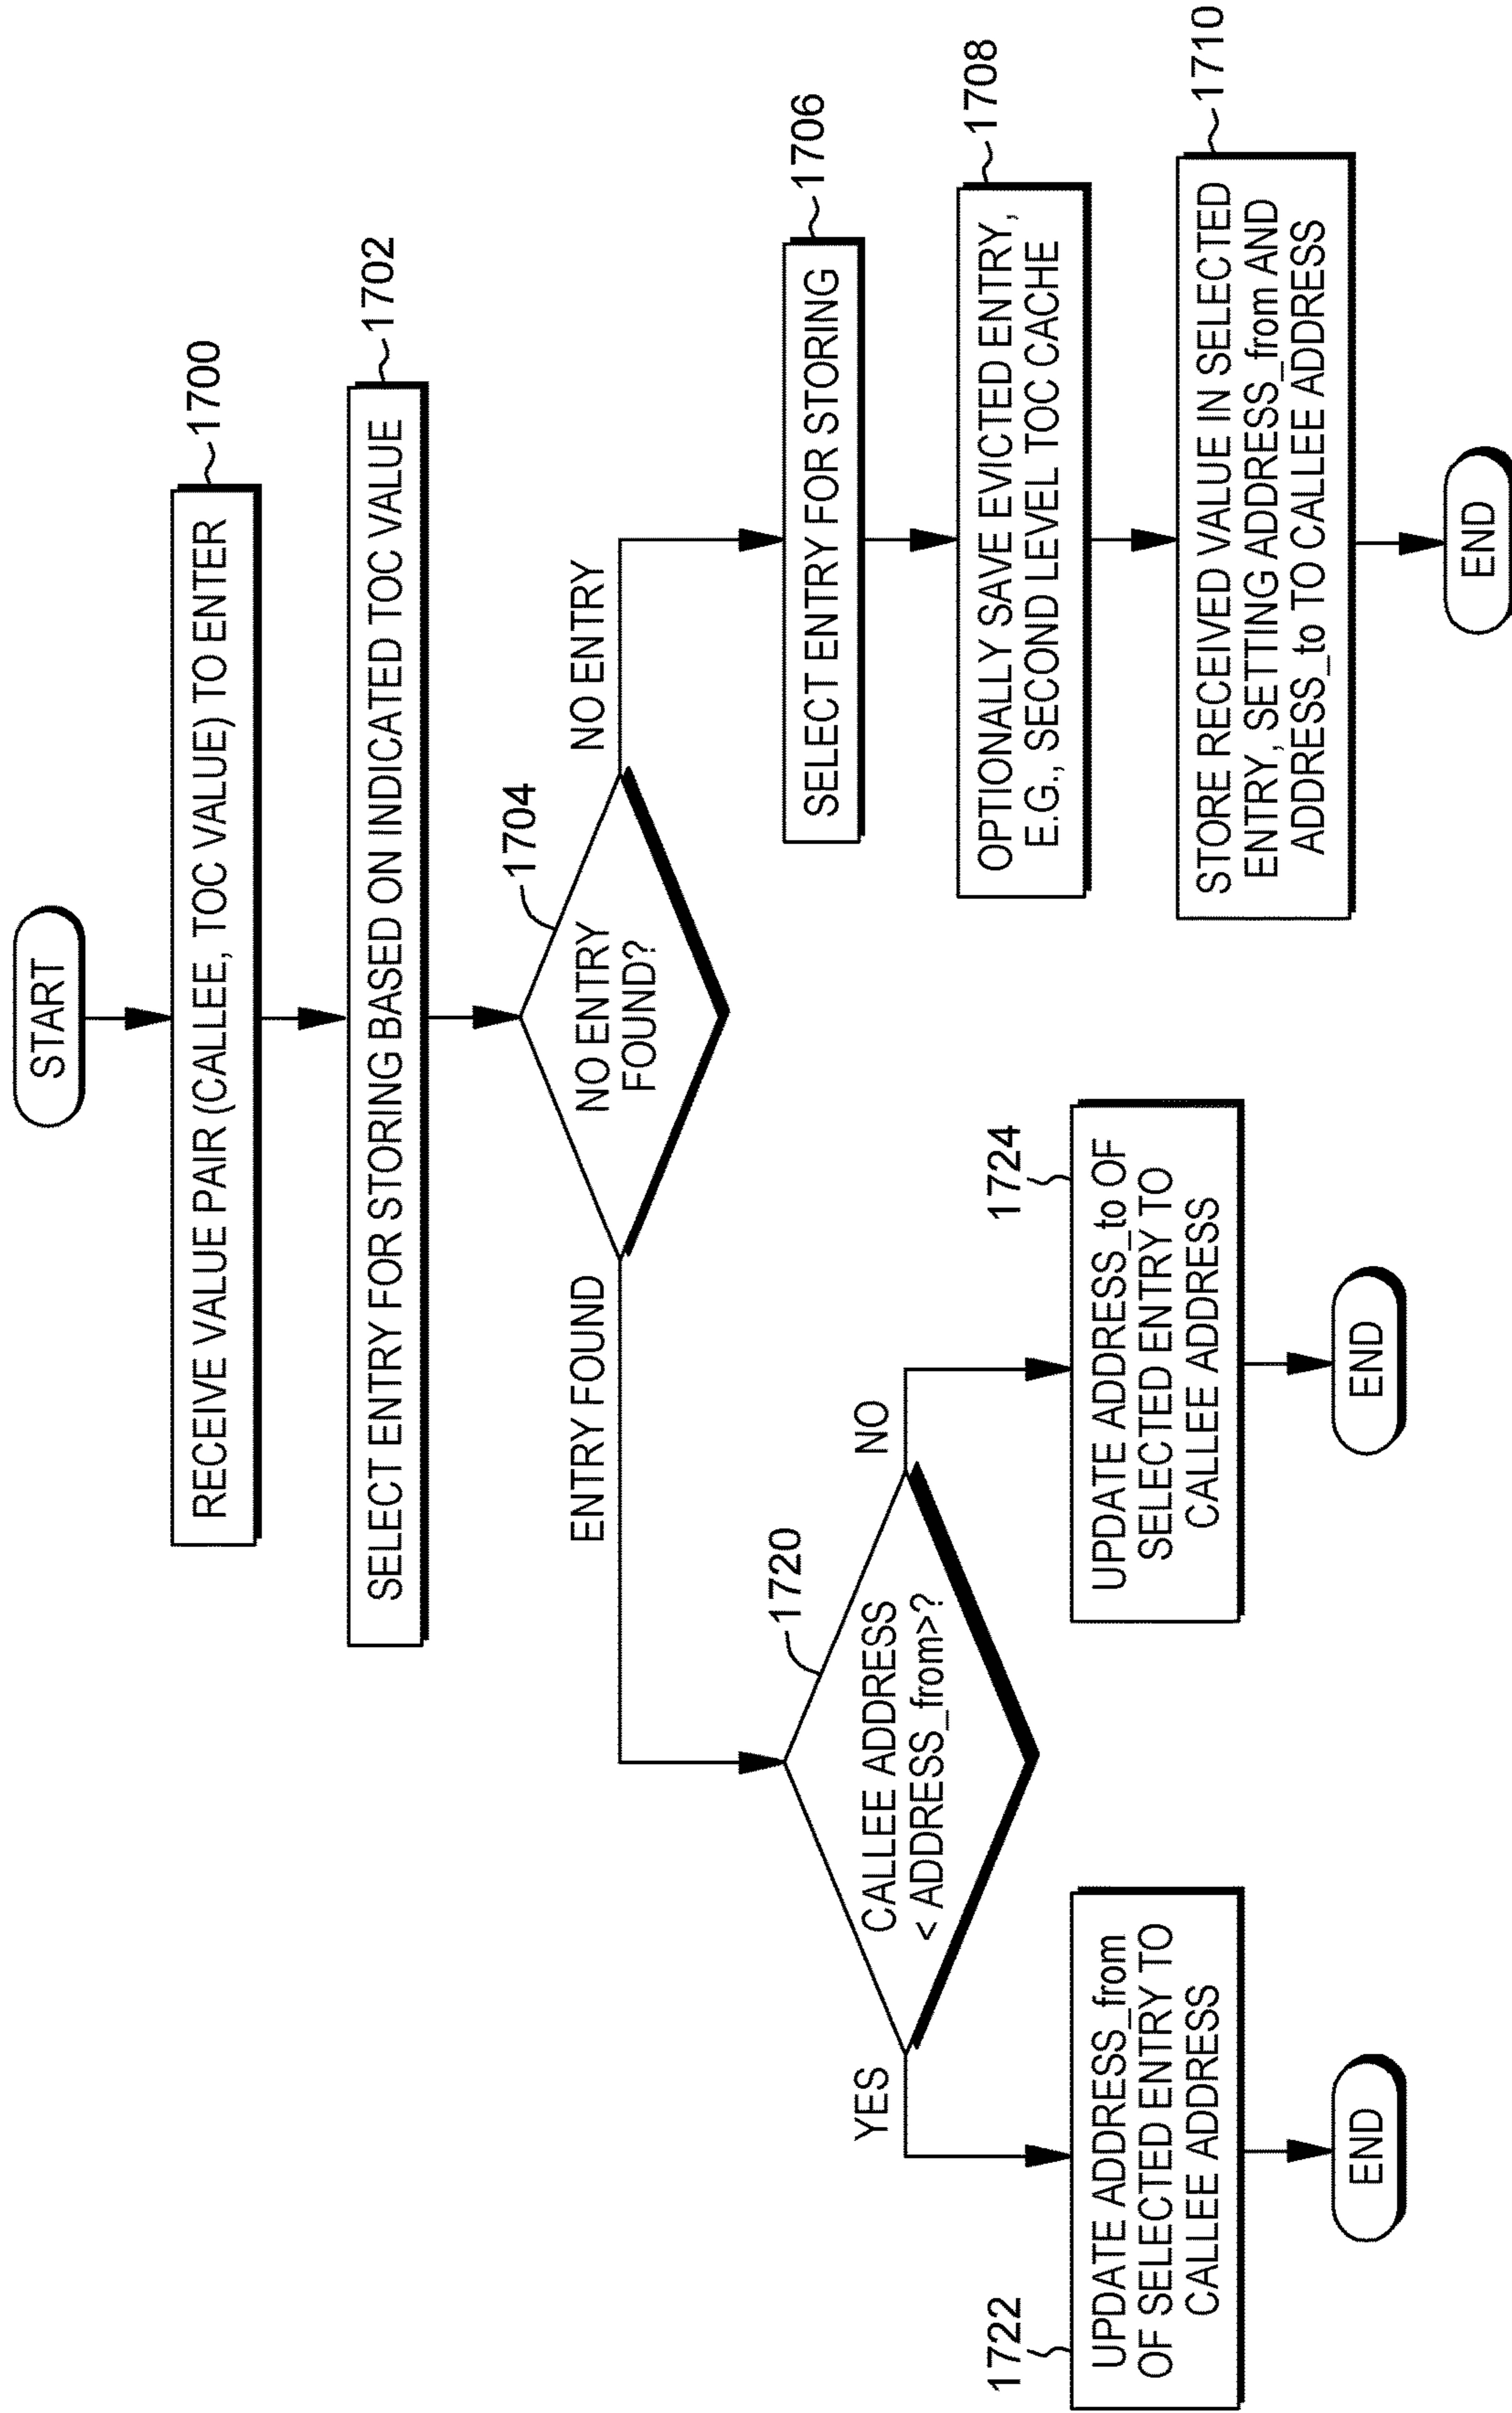 START
RECEIVE VALUE PAIR (CALLEE, TOC VALUE) TO ENTER
1700
SELECT ENTRY FOR STORING BASED ON INDICATED TOC VALUE
1702
NO ENTRY
FOUND?
1704
ENTRY FOUND
NO ENTRY
CALLEE ADDRESS
< ADDRESS_from>?
1720
YES
NO
1722
UPDATE ADDRESS_from
OF SELECTED ENTRY TO
CALLEE ADDRESS
END
1724
UPDATE ADDRESS_to OF
SELECTED ENTRY TO
CALLEE ADDRESS
END
SELECT ENTRY FOR STORING
1706
OPTIONALLY SAVE EVICTED ENTRY,
E.G., SECOND LEVEL TOC CACHE
1708
STORE RECEIVED VALUE IN SELECTED
ENTRY, SETTING ADDRESS_from AND
ADDRESS_to TO CALLEE ADDRESS
1710
END